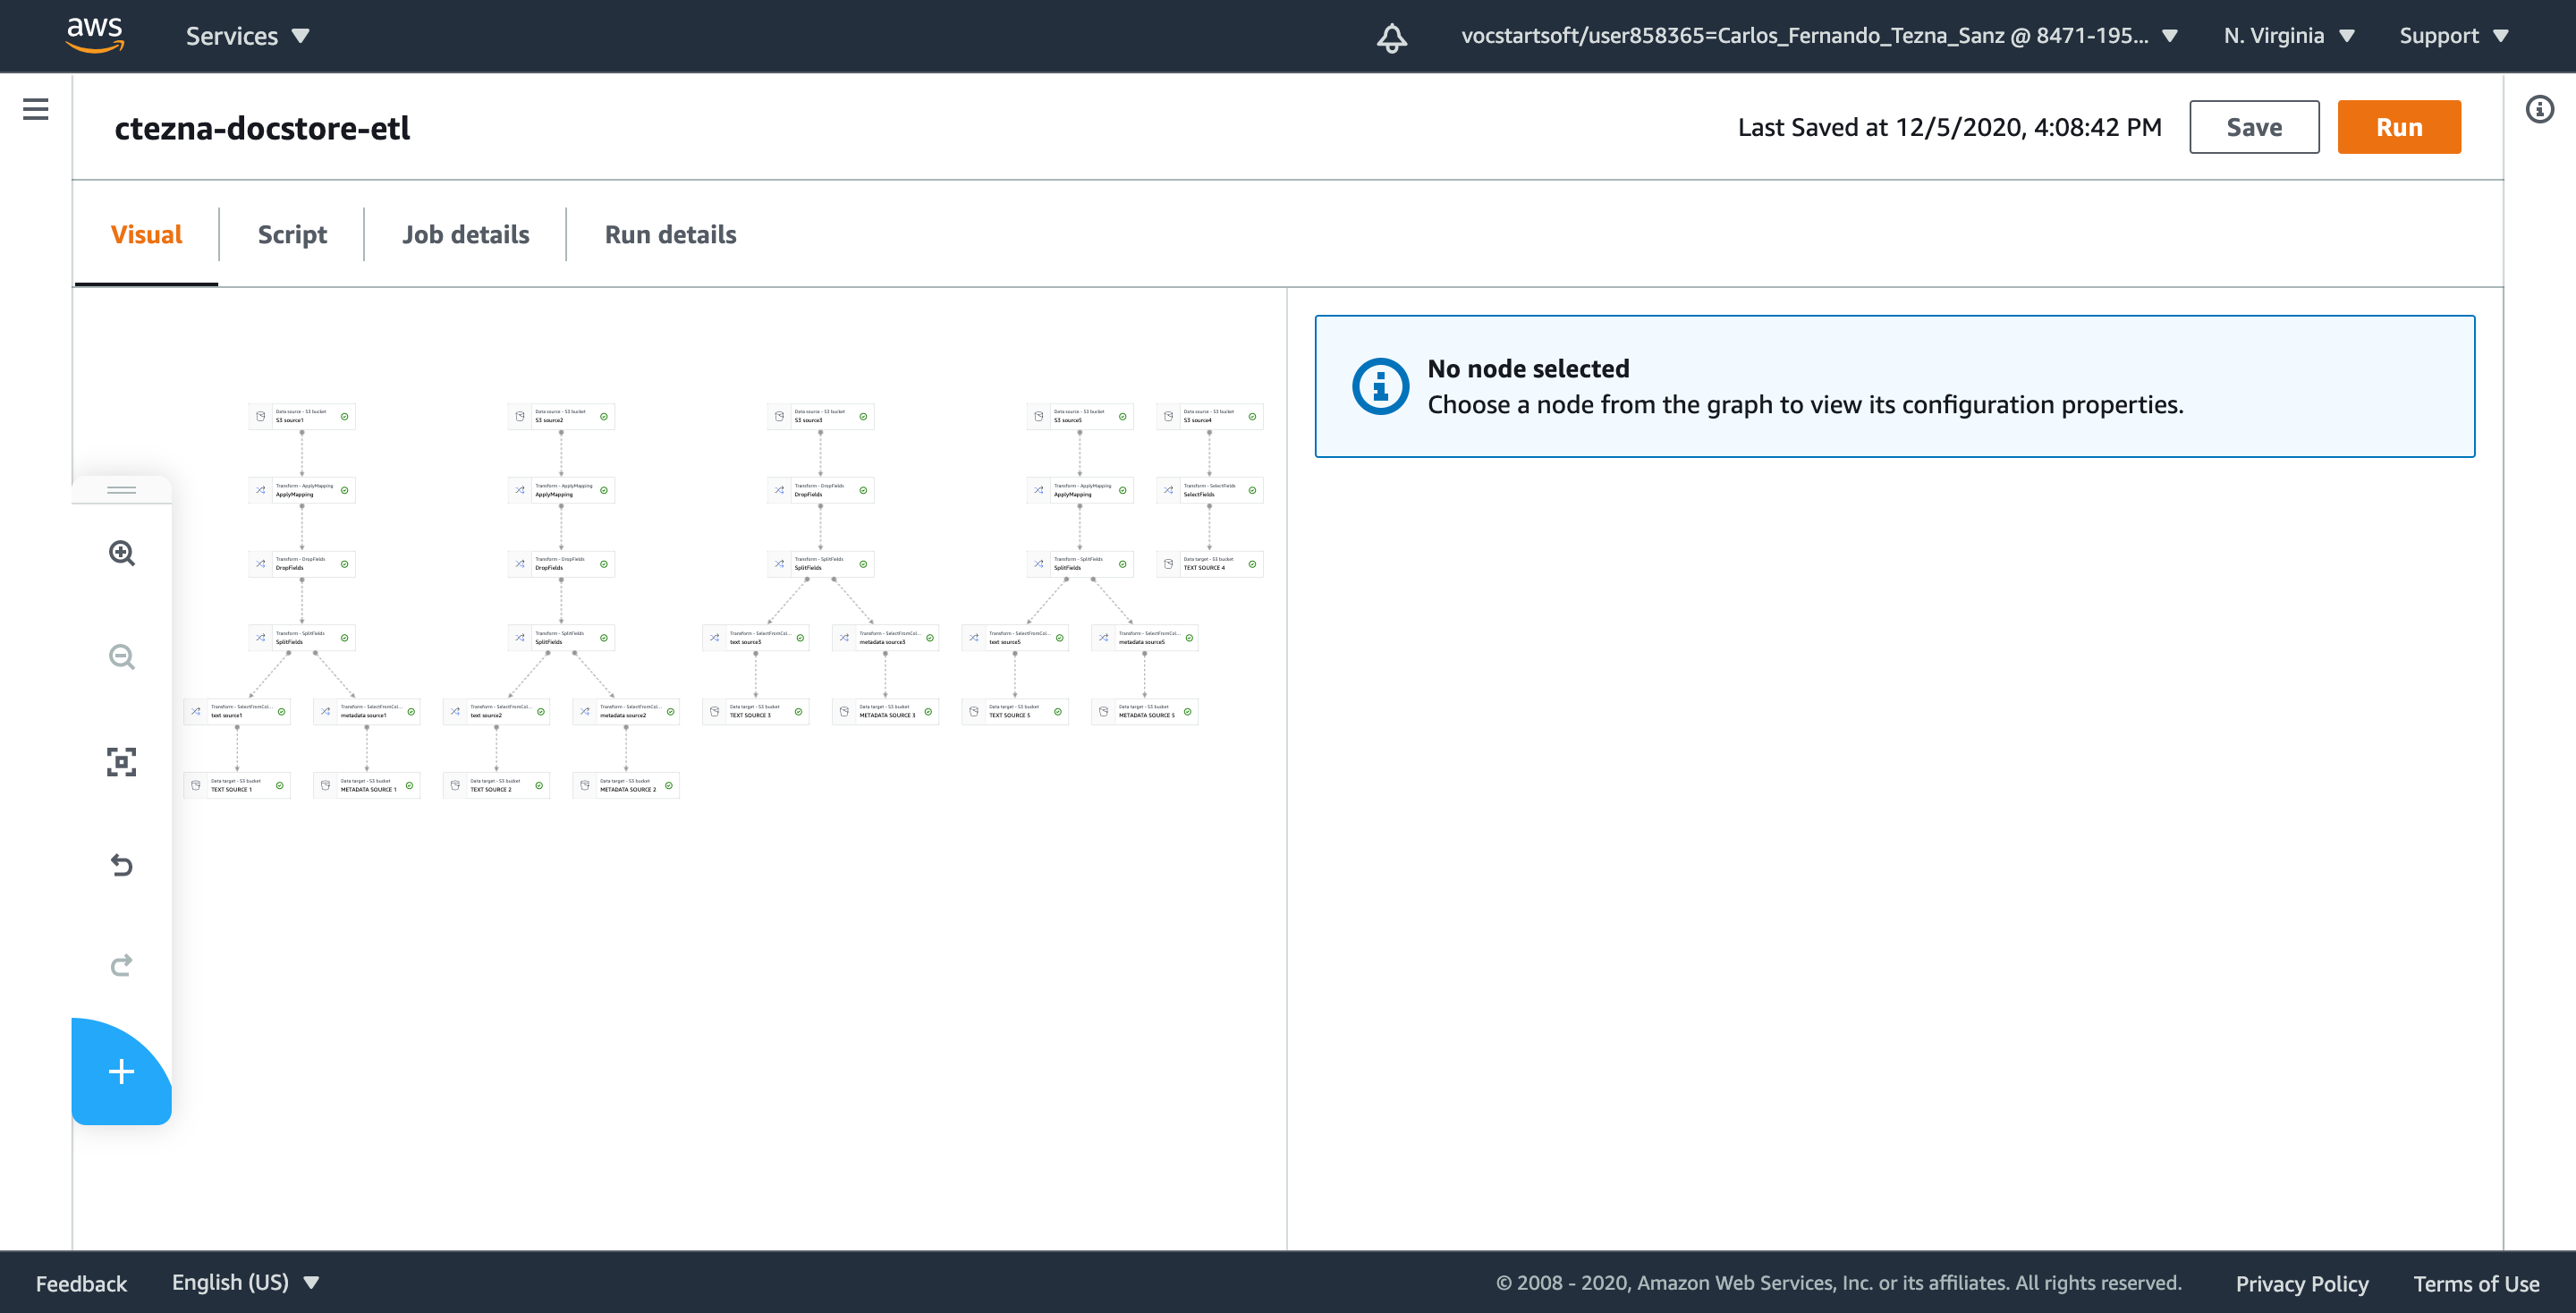 aws
Services
vocstartsoft/user858365=Carlos_Fernando_Tezna_Sanz @ 8471-195...
N. Virginia
Support
ctezna-docstore-etl
Last Saved at 12/5/2020, 4:08:42 PM
Save
Run
Visual
Script
Job details
Run details
No node selected
Choose a node from the graph to view its configuration properties.
Data source - S3 bucket
S3 source1
Data source - S3 bucket
S3 source2
Data source - S3 bucket
S3 source3
Data source - S3 bucket
S3 source5
Data source - S3 bucket
S3 source4
Transform - ApplyMapping
ApplyMapping
Transform - ApplyMapping
ApplyMapping
Transform - DropFields
DropFields
Transform - ApplyMapping
ApplyMapping
Transform - SelectFields
SelectFields
Transform - DropFields
DropFields
Transform - DropFields
DropFields
Transform - SplitFields
SplitFields
Transform - SplitFields
SplitFields
Data target - S3 bucket
TEXT SOURCE 4
Transform - SplitFields
SplitFields
Transform - SplitFields
SplitFields
Transform - SelectFromCol...
text source3
Transform - SelectFromCol...
metadata source3
Transform - SelectFromCol...
text source5
Transform - SelectFromCol...
metadata source5
Transform - SelectFromCol...
text source1
Transform - SelectFromCol...
metadata source1
Transform - SelectFromCol...
text source2
Transform - SelectFromCol...
metadata source2
Data target - S3 bucket
TEXT SOURCE 3
Data target - S3 bucket
METADATA SOURCE 3
Data target - S3 bucket
TEXT SOURCE 5
Data target - S3 bucket
METADATA SOURCE 5
Data target - S3 bucket
TEXT SOURCE 1
Data target - S3 bucket
METADATA SOURCE 1
Data target - S3 bucket
TEXT SOURCE 2
Data target - S3 bucket
METADATA SOURCE 2
Feedback
English (US)
© 2008 - 2020, Amazon Web Services, Inc. or its affiliates. All rights reserved.
Privacy Policy
Terms of Use